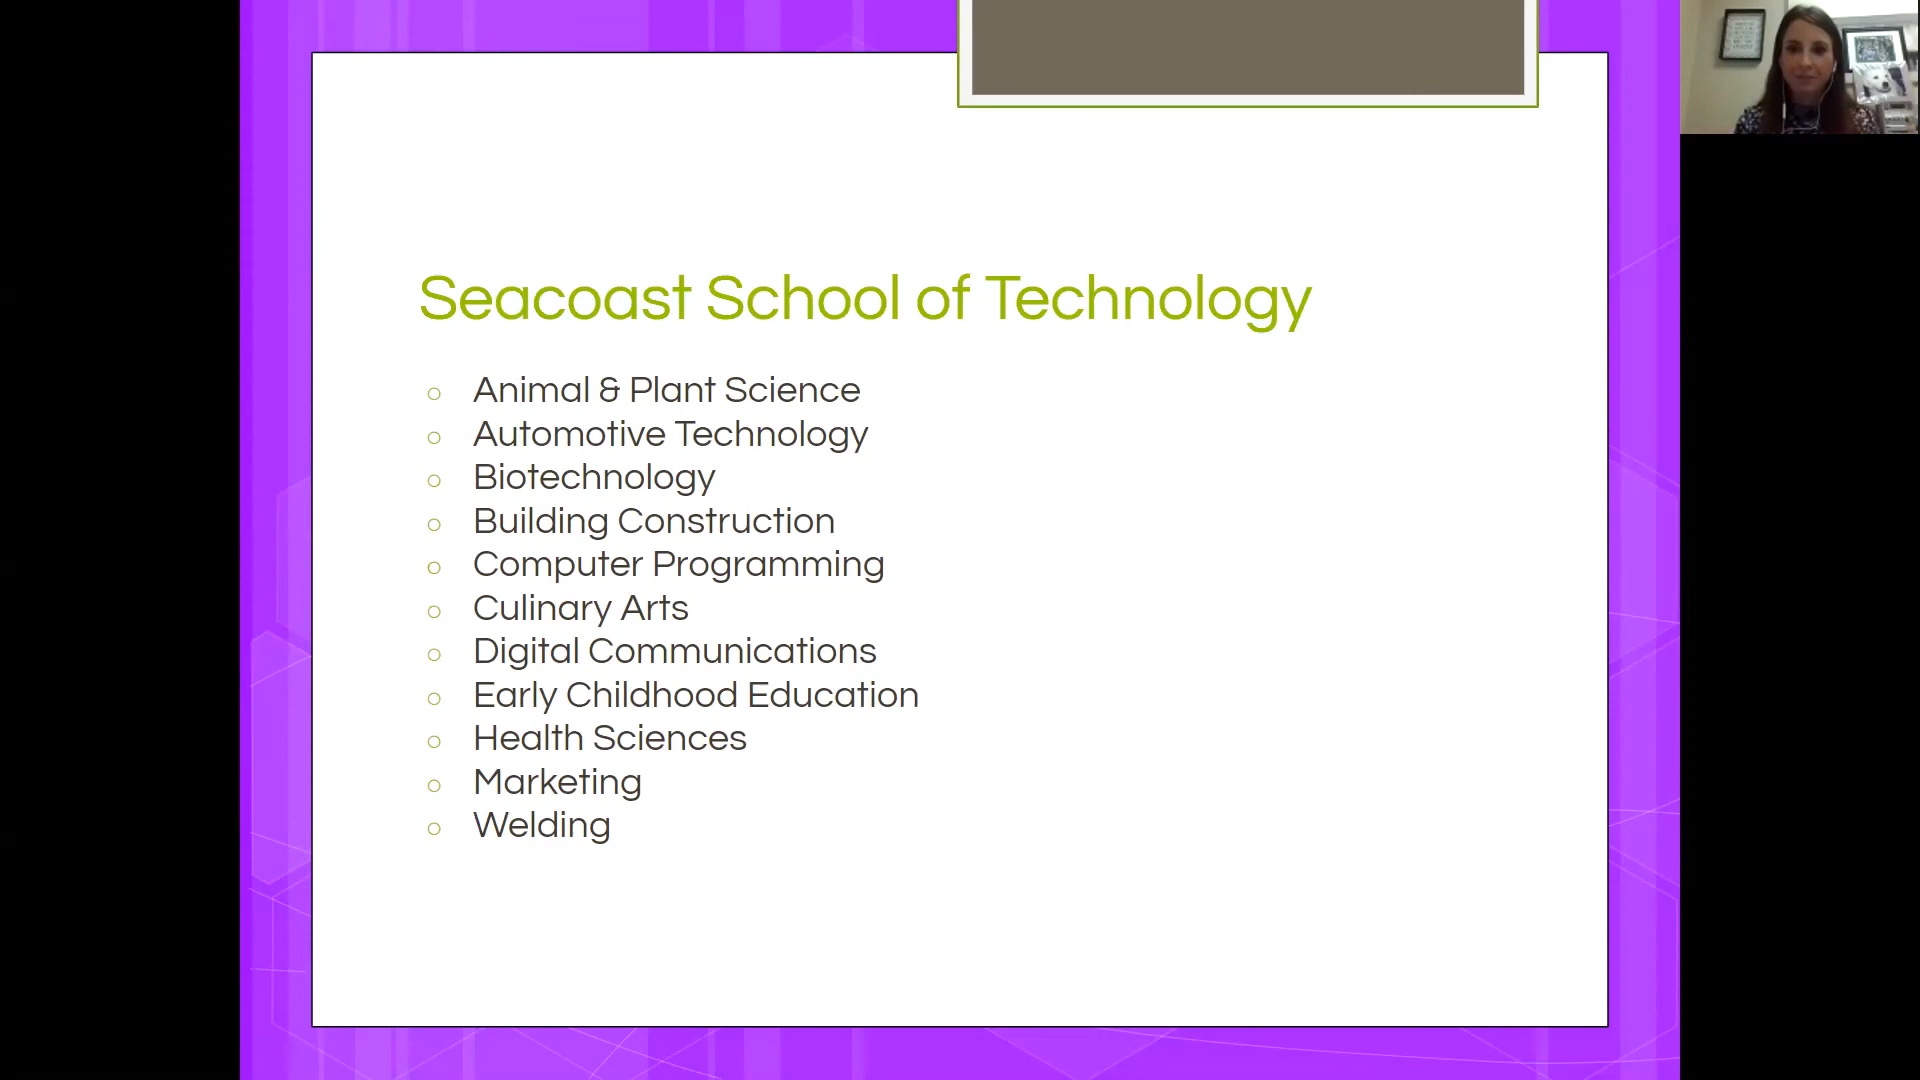 Seacoast School of Technology
Animal & Plant Science
Automotive Technology
Biotechnology
Building Construction
Computer Programming
Culinary Arts
Digital Communications
Early Childhood Education
Health Sciences
Marketing
Welding